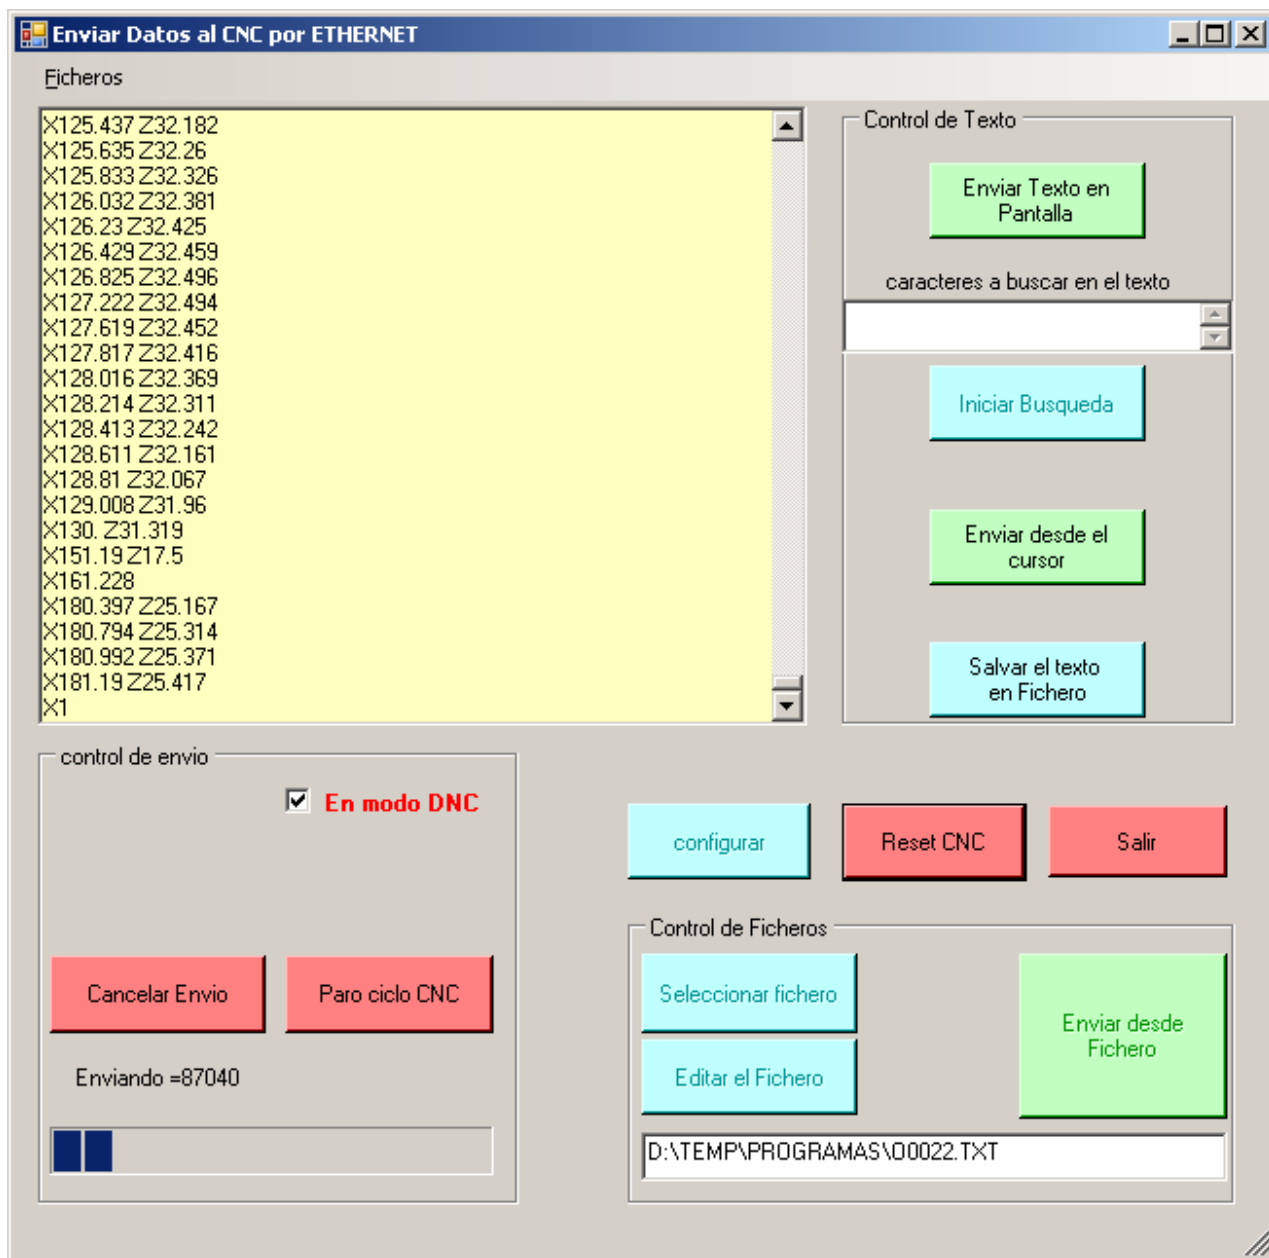 Enviar Datos al CNC por ETHERNET
Ficheros
X125.437 Z32.182
X125.635 Z32.26
X125.833 Z32.326
X126.032 Z32.381
X126.23 Z32.425
X126.429 Z32.459
X126.825 Z32.496
X127.222 Z32.494
X127.619 Z32.452
X127.817 Z32.416
X128.016 Z32.369
X128.214 Z32.311
X128.413 Z32.242
X128.611 Z32.161
X128.81 Z32.067
X129.008 Z31.96
X130. Z31.319
X151.19 Z17.5
X161.228
X180.397 Z25.167
X180.794 Z25.314
X180.992 Z25.371
X181.19 Z25.417
X1
Control de Texto
Enviar Texto en
Pantalla
caracteres a buscar en el texto
Iniciar Busqueda
Enviar desde el
cursor
Salvar el texto
en Fichero
control de envio
En modo DNC
Cancelar Envio
Paro ciclo CNC
Enviando =87040
configurar
Reset CNC
Salir
Control de Ficheros
Seleccionar fichero
Editar el Fichero
Enviar desde
Fichero
D:\TEMP\PROGRAMAS\O0022.TXT